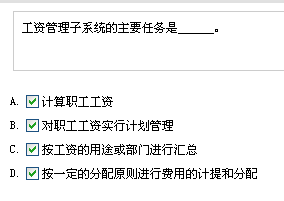 工资管理子系统的主要任务是______。
A. 计算职工工资
B. 对职工工资实行计划管理
C. 按工资的用途或部门进行汇总
D. 按一定的分配原则进行费用的计提和分配